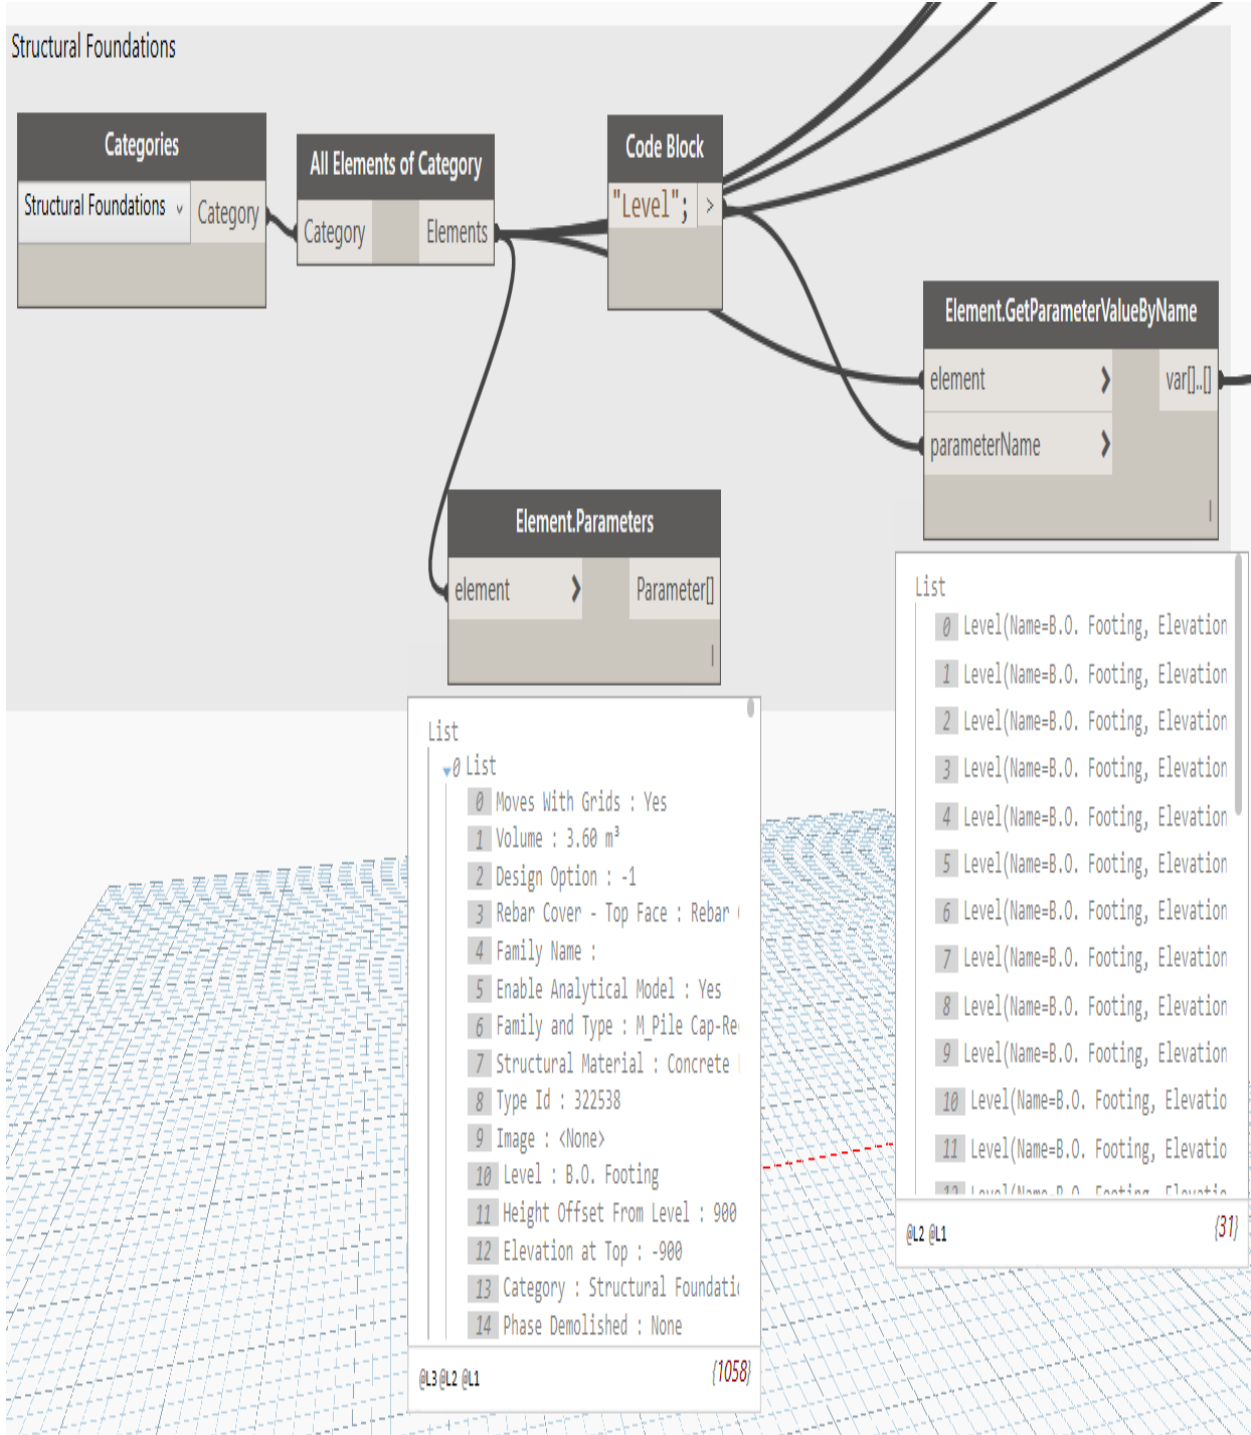 Structural Foundations
Categories
Structural Foundations
Category
All Elements of Category
Category
Elements
Code Block
"Level";
>
Element.GetParameterValueByName
element
var[]..[]
parameterName
Element.Parameters
element
Parameter[]
List
0 List
0 Moves With Grids : Yes
1 Volume : 3.60 m³
2 Design Option : -1
3 Rebar Cover - Top Face : Rebar
4 Family Name :
5 Enable Analytical Model : Yes
6 Family and Type : M_Pile Cap-Re
7 Structural Material : Concrete
8 Type Id : 322538
9 Image : <None>
10 Level : B.O. Footing
11 Height Offset From Level : 900
12 Elevation at Top : -900
13 Category : Structural Foundati
14 Phase Demolished : None
@L3 @L2 @L1
{1058}
List
0 Level(Name=B.O. Footing, Elevation
1 Level(Name=B.O. Footing, Elevation
2 Level(Name=B.O. Footing, Elevation
3 Level(Name=B.O. Footing, Elevation
4 Level(Name=B.O. Footing, Elevation
5 Level(Name=B.O. Footing, Elevation
6 Level(Name=B.O. Footing, Elevation
7 Level(Name=B.O. Footing, Elevation
8 Level(Name=B.O. Footing, Elevation
9 Level(Name=B.O. Footing, Elevation
10 Level(Name=B.O. Footing, Elevatio
11 Level(Name=B.O. Footing, Elevatio
12 Level(Name=B.O. Footing, Elevatio
@L2 @L1
{31}